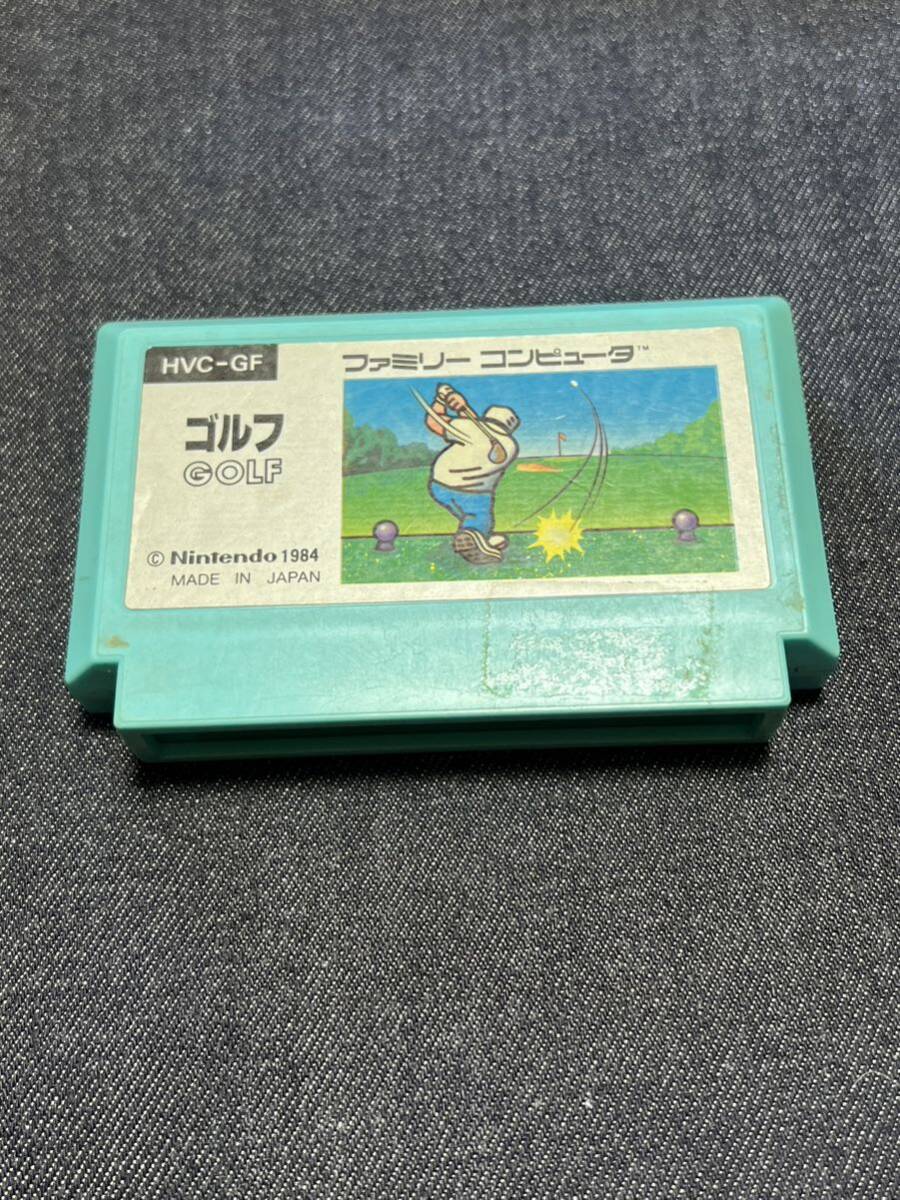 HVC-GF
ファミリー コンピュータ™
ゴルフ
GOLF
© Nintendo 1984
MADE IN JAPAN